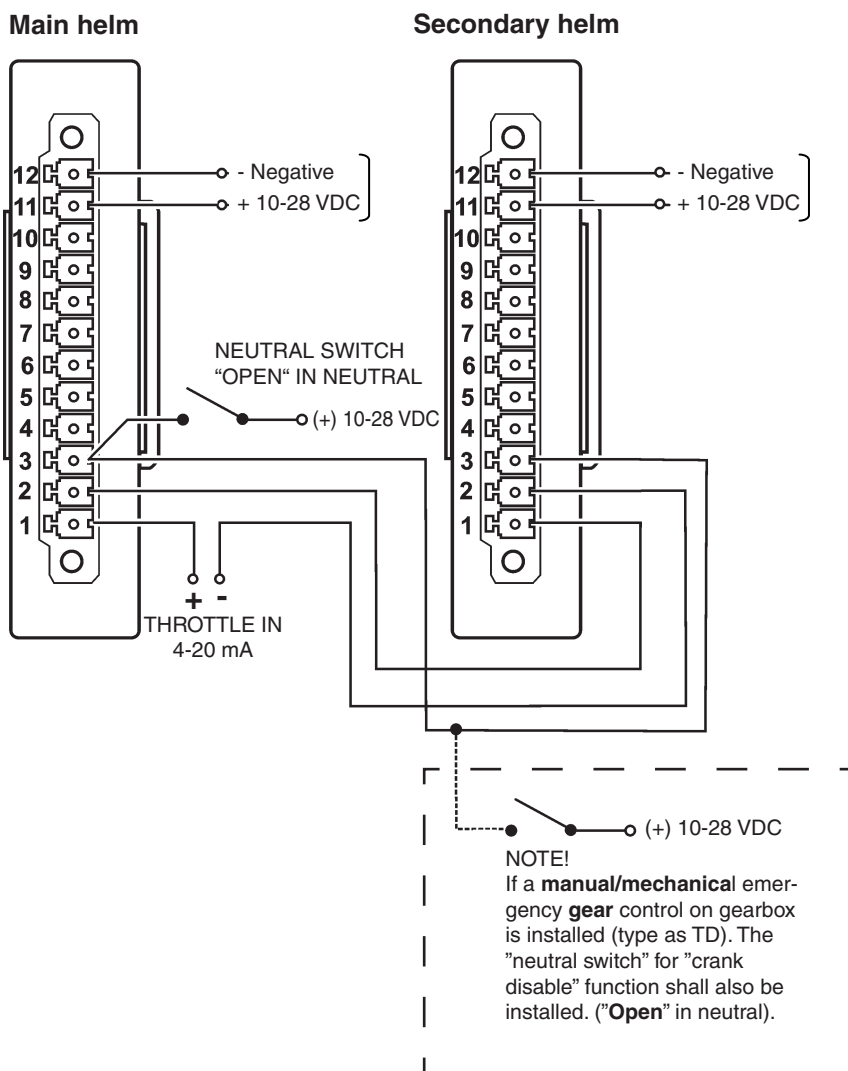 Main helm
12
11
10
9
8
7
6
5
4
3
2
1
- Negative
+ 10-28 VDC
NEUTRAL SWITCH
“OPEN“ IN NEUTRAL
(+) 10-28 VDC
+ -
THROTTLE IN
4-20 mA
Secondary helm
12
11
10
9
8
7
6
5
4
3
2
1
- Negative
+ 10-28 VDC
(+) 10-28 VDC
NOTE!
If a manual/mechanical emer-
gency gear control on gearbox
is installed (type as TD). The
”neutral switch” for ”crank
disable” function shall also be
installed. (”Open” in neutral).